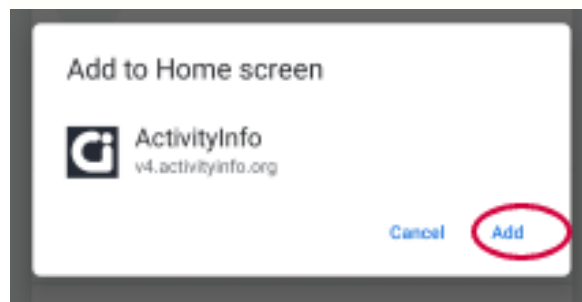 Add to Home screen
ActivityInfo
v4.activityinfo.org
Cancel Add